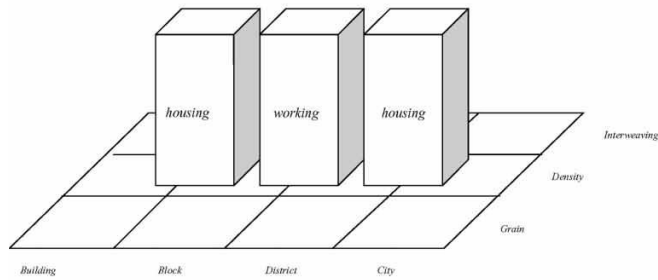 housing
working
housing
Interweaving
Density
Grain
Building
Block
District
City